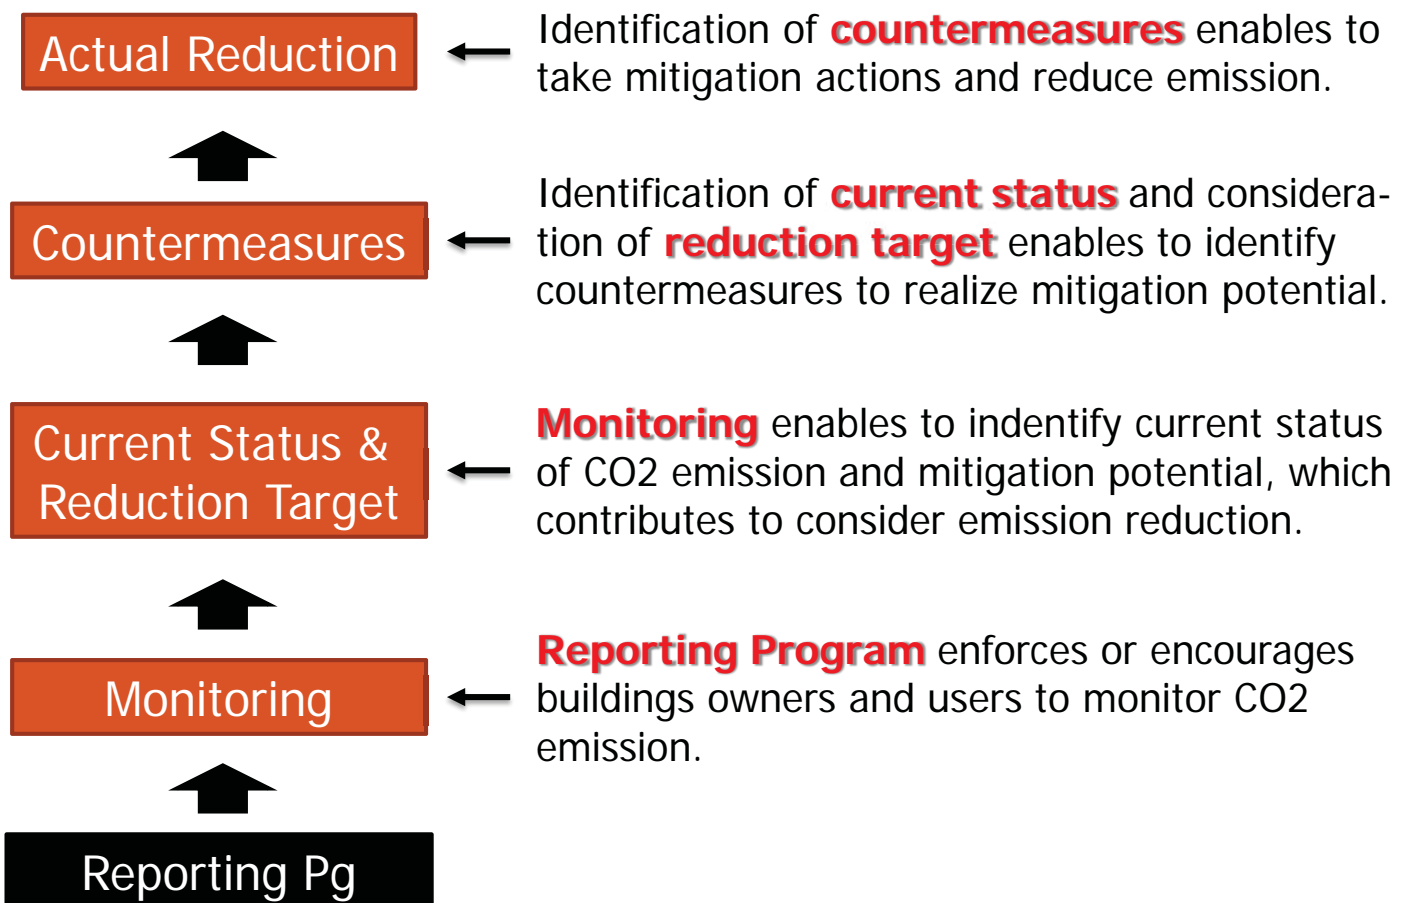 Actual Reduction
Identification of countermeasures enables to
take mitigation actions and reduce emission.
Countermeasures
Identification of current status and considera-
tion of reduction target enables to identify
countermeasures to realize mitigation potential.
Current Status &
Reduction Target
Monitoring enables to indentify current status
of CO2 emission and mitigation potential, which
contributes to consider emission reduction.
Monitoring
Reporting Program enforces or encourages
buildings owners and users to monitor CO2
emission.
Reporting Pg